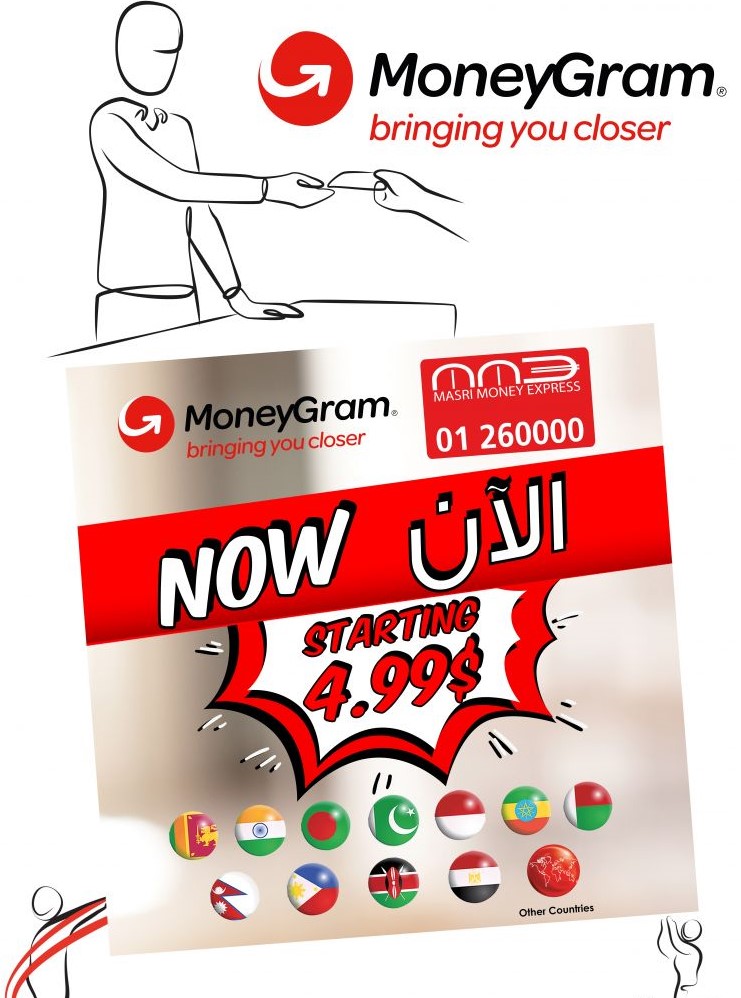 MoneyGram®
bringing you closer
MoneyGram®
bringing you closer
MASRI MONEY EXPRESS
01 260000
NOW الآن
STARTING
4.99$
Other Countries